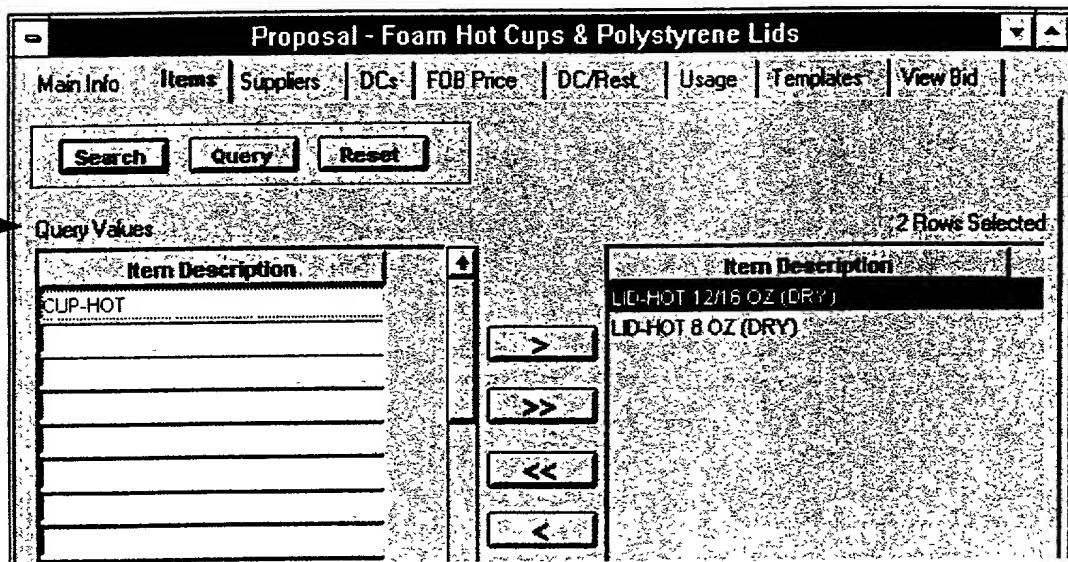 Proposal - Foam Hot Cups & Polystyrene Lids
Main Info Items Suppliers DCs FOB Price DC/Rest Usage Templates View Bid
Search Query Reset
Query Values 2 Rows Selected
Item Description Item Description
CUP-HOT LID-HOT 12/16 OZ (DRY)
LID-HOT 8 OZ (DRY)
>
>>
<<
<